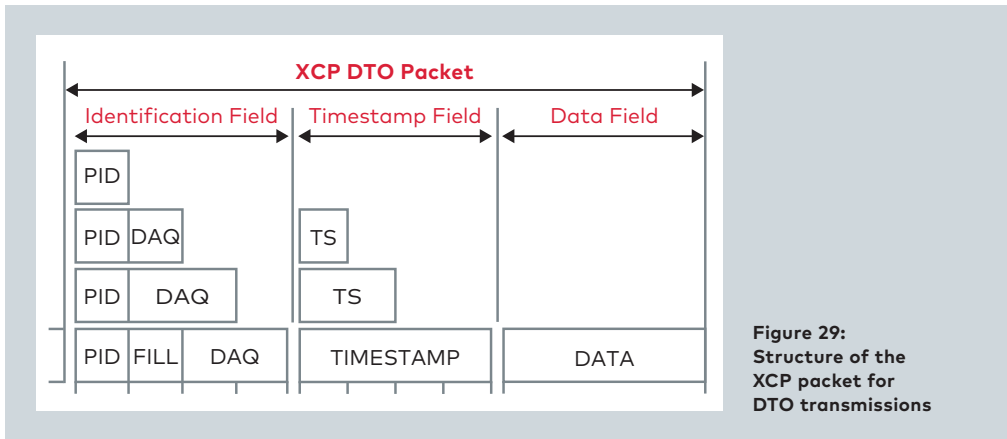 XCP DTO Packet
Identification Field Timestamp Field Data Field
PID
PID DAQ TS
PID DAQ TS
PID FILL DAQ TIMESTAMP DATA
Figure 29:
Structure of the
XCP packet for
DTO transmissions